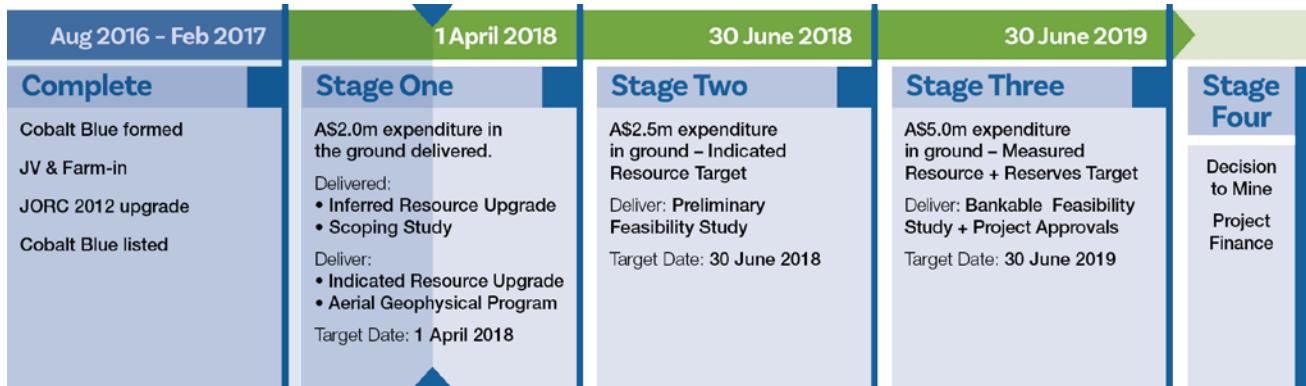 Aug 2016 – Feb 2017
1 April 2018
30 June 2018
30 June 2019
Complete
Cobalt Blue formed
JV & Farm-in
JORC 2012 upgrade
Cobalt Blue listed
Stage One
A$2.0m expenditure in
the ground delivered.
Delivered:
• Inferred Resource Upgrade
• Scoping Study
Deliver:
• Indicated Resource Upgrade
• Aerial Geophysical Program
Target Date: 1 April 2018
Stage Two
A$2.5m expenditure
in ground – Indicated
Resource Target
Deliver: Preliminary
Feasibility Study
Target Date: 30 June 2018
Stage Three
A$5.0m expenditure
in ground – Measured
Resource + Reserves Target
Deliver: Bankable Feasibility
Study + Project Approvals
Target Date: 30 June 2019
Stage
Four
Decision
to Mine
Project
Finance